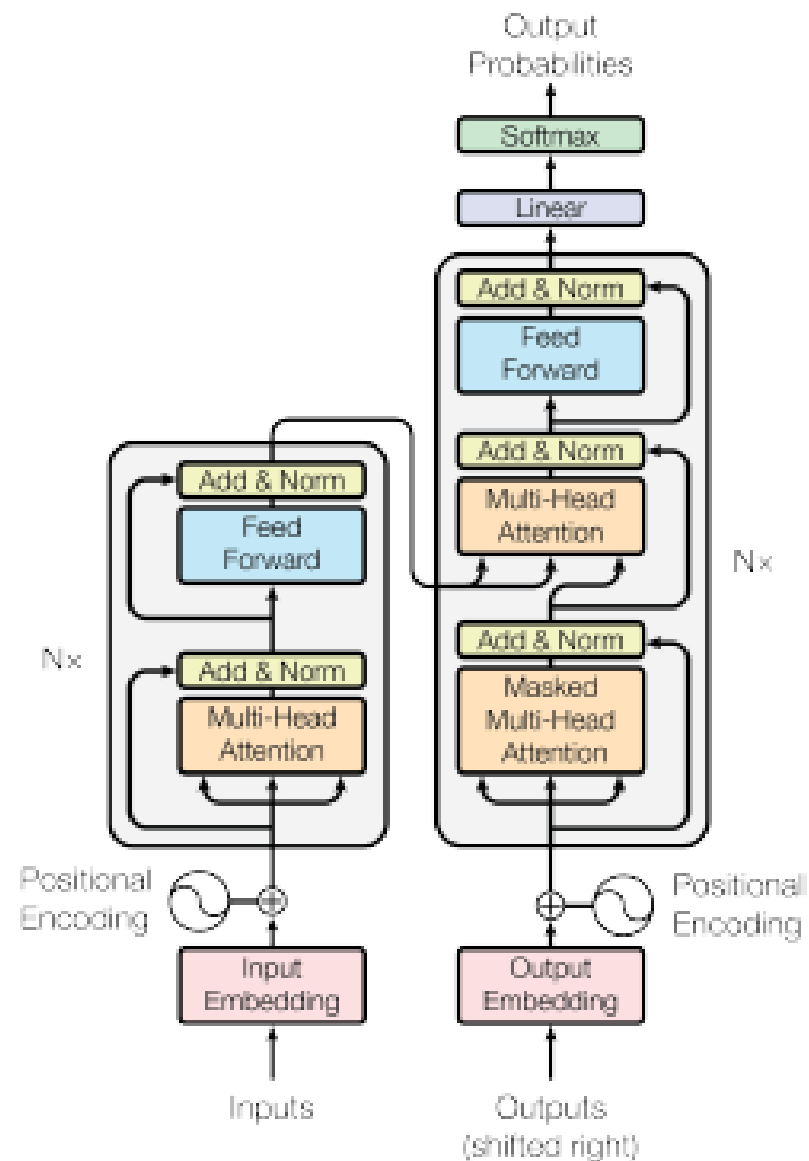 Output
Probabilities
Softmax
Linear
Add & Norm
Feed
Forward
Add & Norm
Multi-Head
Attention
Add & Norm
Masked
Multi-Head
Attention
Nx
Add & Norm
Feed
Forward
Add & Norm
Multi-Head
Attention
Nx
Positional
Encoding
Positional
Encoding
Input
Embedding
Output
Embedding
Inputs
Outputs
(shifted right)